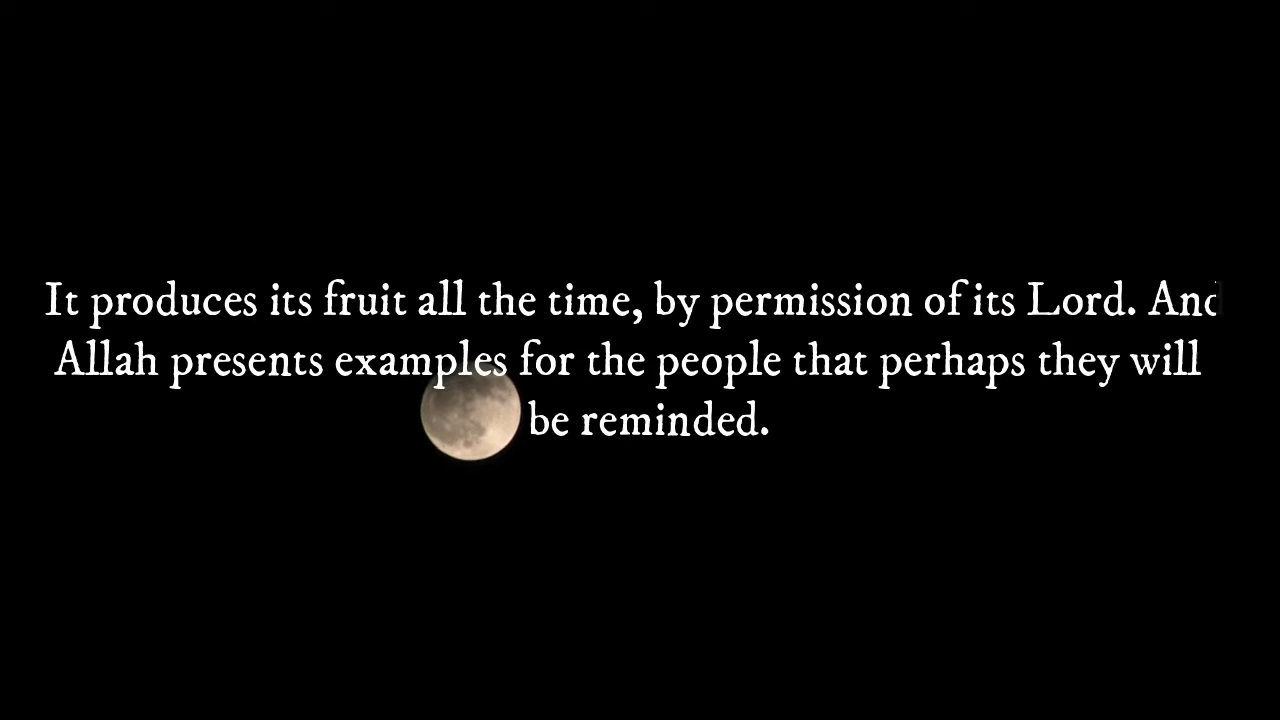 It produces its fruit all the time, by permission of its Lord. And
Allah presents examples for the people that perhaps they will
be reminded.